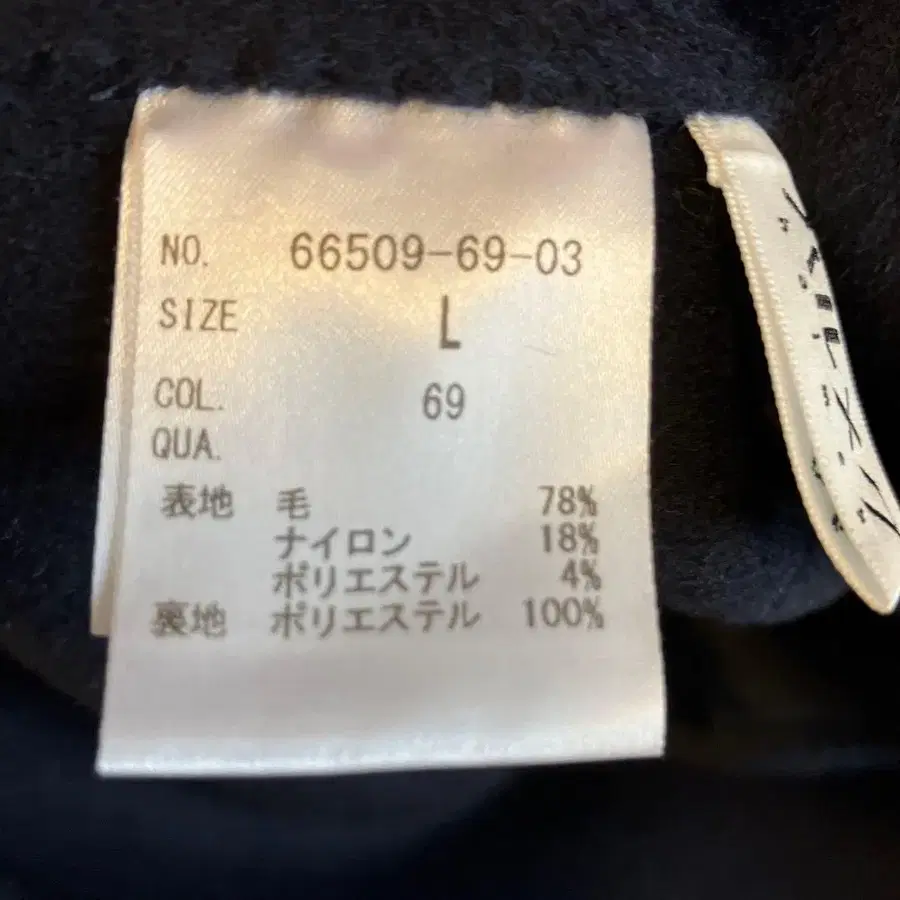 NO. 66509-69-03
SIZE L
COL. 69
QUA.
表地 毛 78%
ナイロン 18%
ポリエステル 4%
裏地 ポリエステル 100%